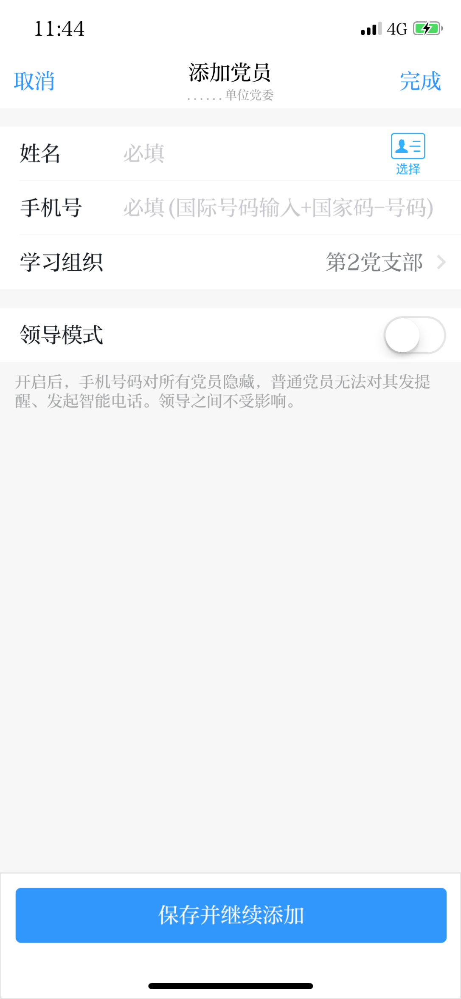 11:44
4G
取消
添加党员
完成
......单位党委
姓名
必填
选择
手机号
必填(国际号码输入+国家码-号码)
学习组织
第2党支部
领导模式
开启后，手机号码对所有党员隐藏，普通党员无法对其发提
醒、发起智能电话。领导之间不受影响。
保存并继续添加